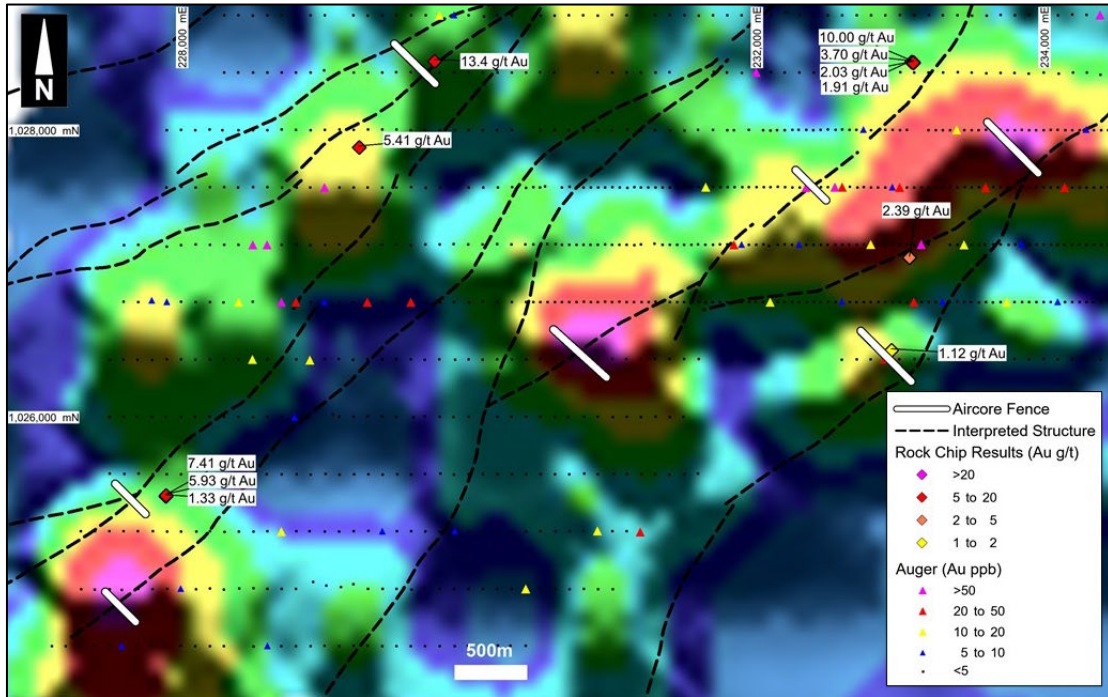 228,000 mE
232,000 mE
234,000 mE
N
13.4 g/t Au
10.00 g/t Au
3.70 g/t Au
2.03 g/t Au
1.91 g/t Au
1,028,000 mN
5.41 g/t Au
2.39 g/t Au
1.12 g/t Au
1,026,000 mN
7.41 g/t Au
5.93 g/t Au
1.33 g/t Au
500m
Aircore Fence
Interpreted Structure
Rock Chip Results (Au g/t)
>20
5 to 20
2 to 5
1 to 2
Auger (Au ppb)
>50
20 to 50
10 to 20
5 to 10
<5